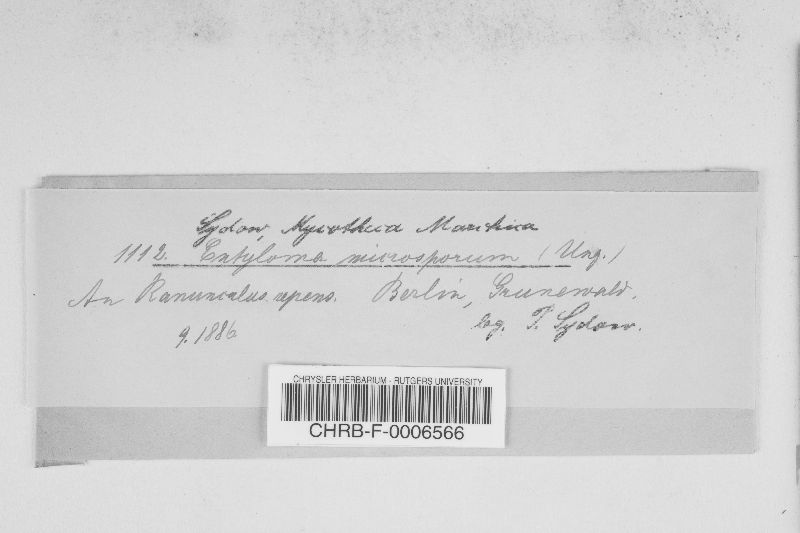 Sydow, Mycotheca Marchica
1112. Entyloma microsporum (Ung.)
An Ranunculus repens. Berlin, Grunewald.
9.1886 leg. P. Sydow.
CHRYSLER HERBARIUM - RUTGERS UNIVERSITY
CHRB-F-0006566